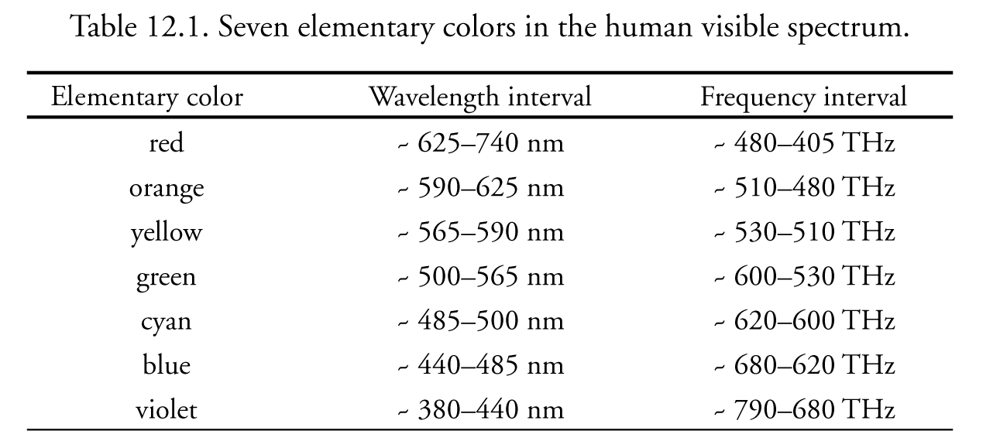 Table 12.1. Seven elementary colors in the human visible spectrum.
Elementary color Wavelength interval Frequency interval
red ~ 625–740 nm ~ 480–405 THz
orange ~ 590–625 nm ~ 510–480 THz
yellow ~ 565–590 nm ~ 530–510 THz
green ~ 500–565 nm ~ 600–530 THz
cyan ~ 485–500 nm ~ 620–600 THz
blue ~ 440–485 nm ~ 680–620 THz
violet ~ 380–440 nm ~ 790–680 THz